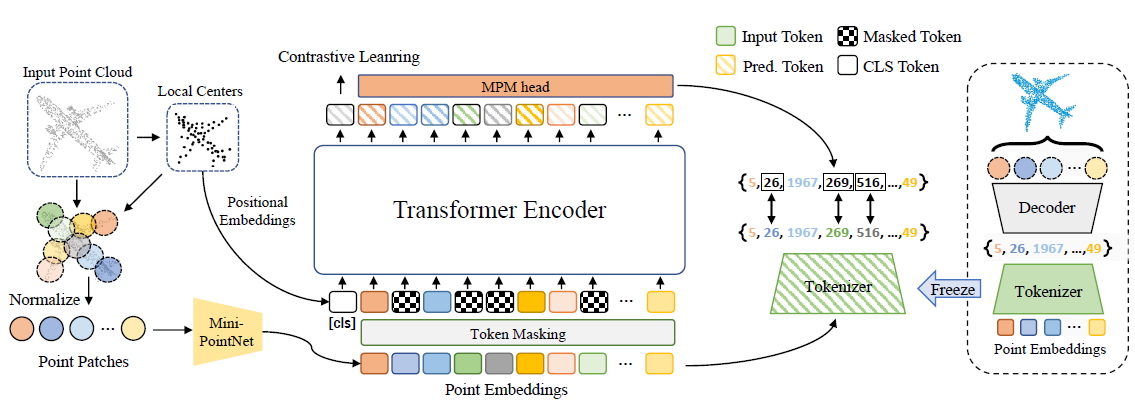 Input Point Cloud
Local Centers
Normalize
Point Patches
Mini-
PointNet
Positional
Embeddings
Contrastive Leanring
MPM head
...
Transformer Encoder
[cls]
...
Token Masking
...
Point Embeddings
Input Token
Masked Token
Pred. Token
CLS Token
{5, 26, 1967, 269, 516, ...,49}
{5, 26, 1967, 269, 516, ...,49}
Tokenizer
Freeze
Decoder
{5, 26, 1967, ...,49}
Tokenizer
Point Embeddings